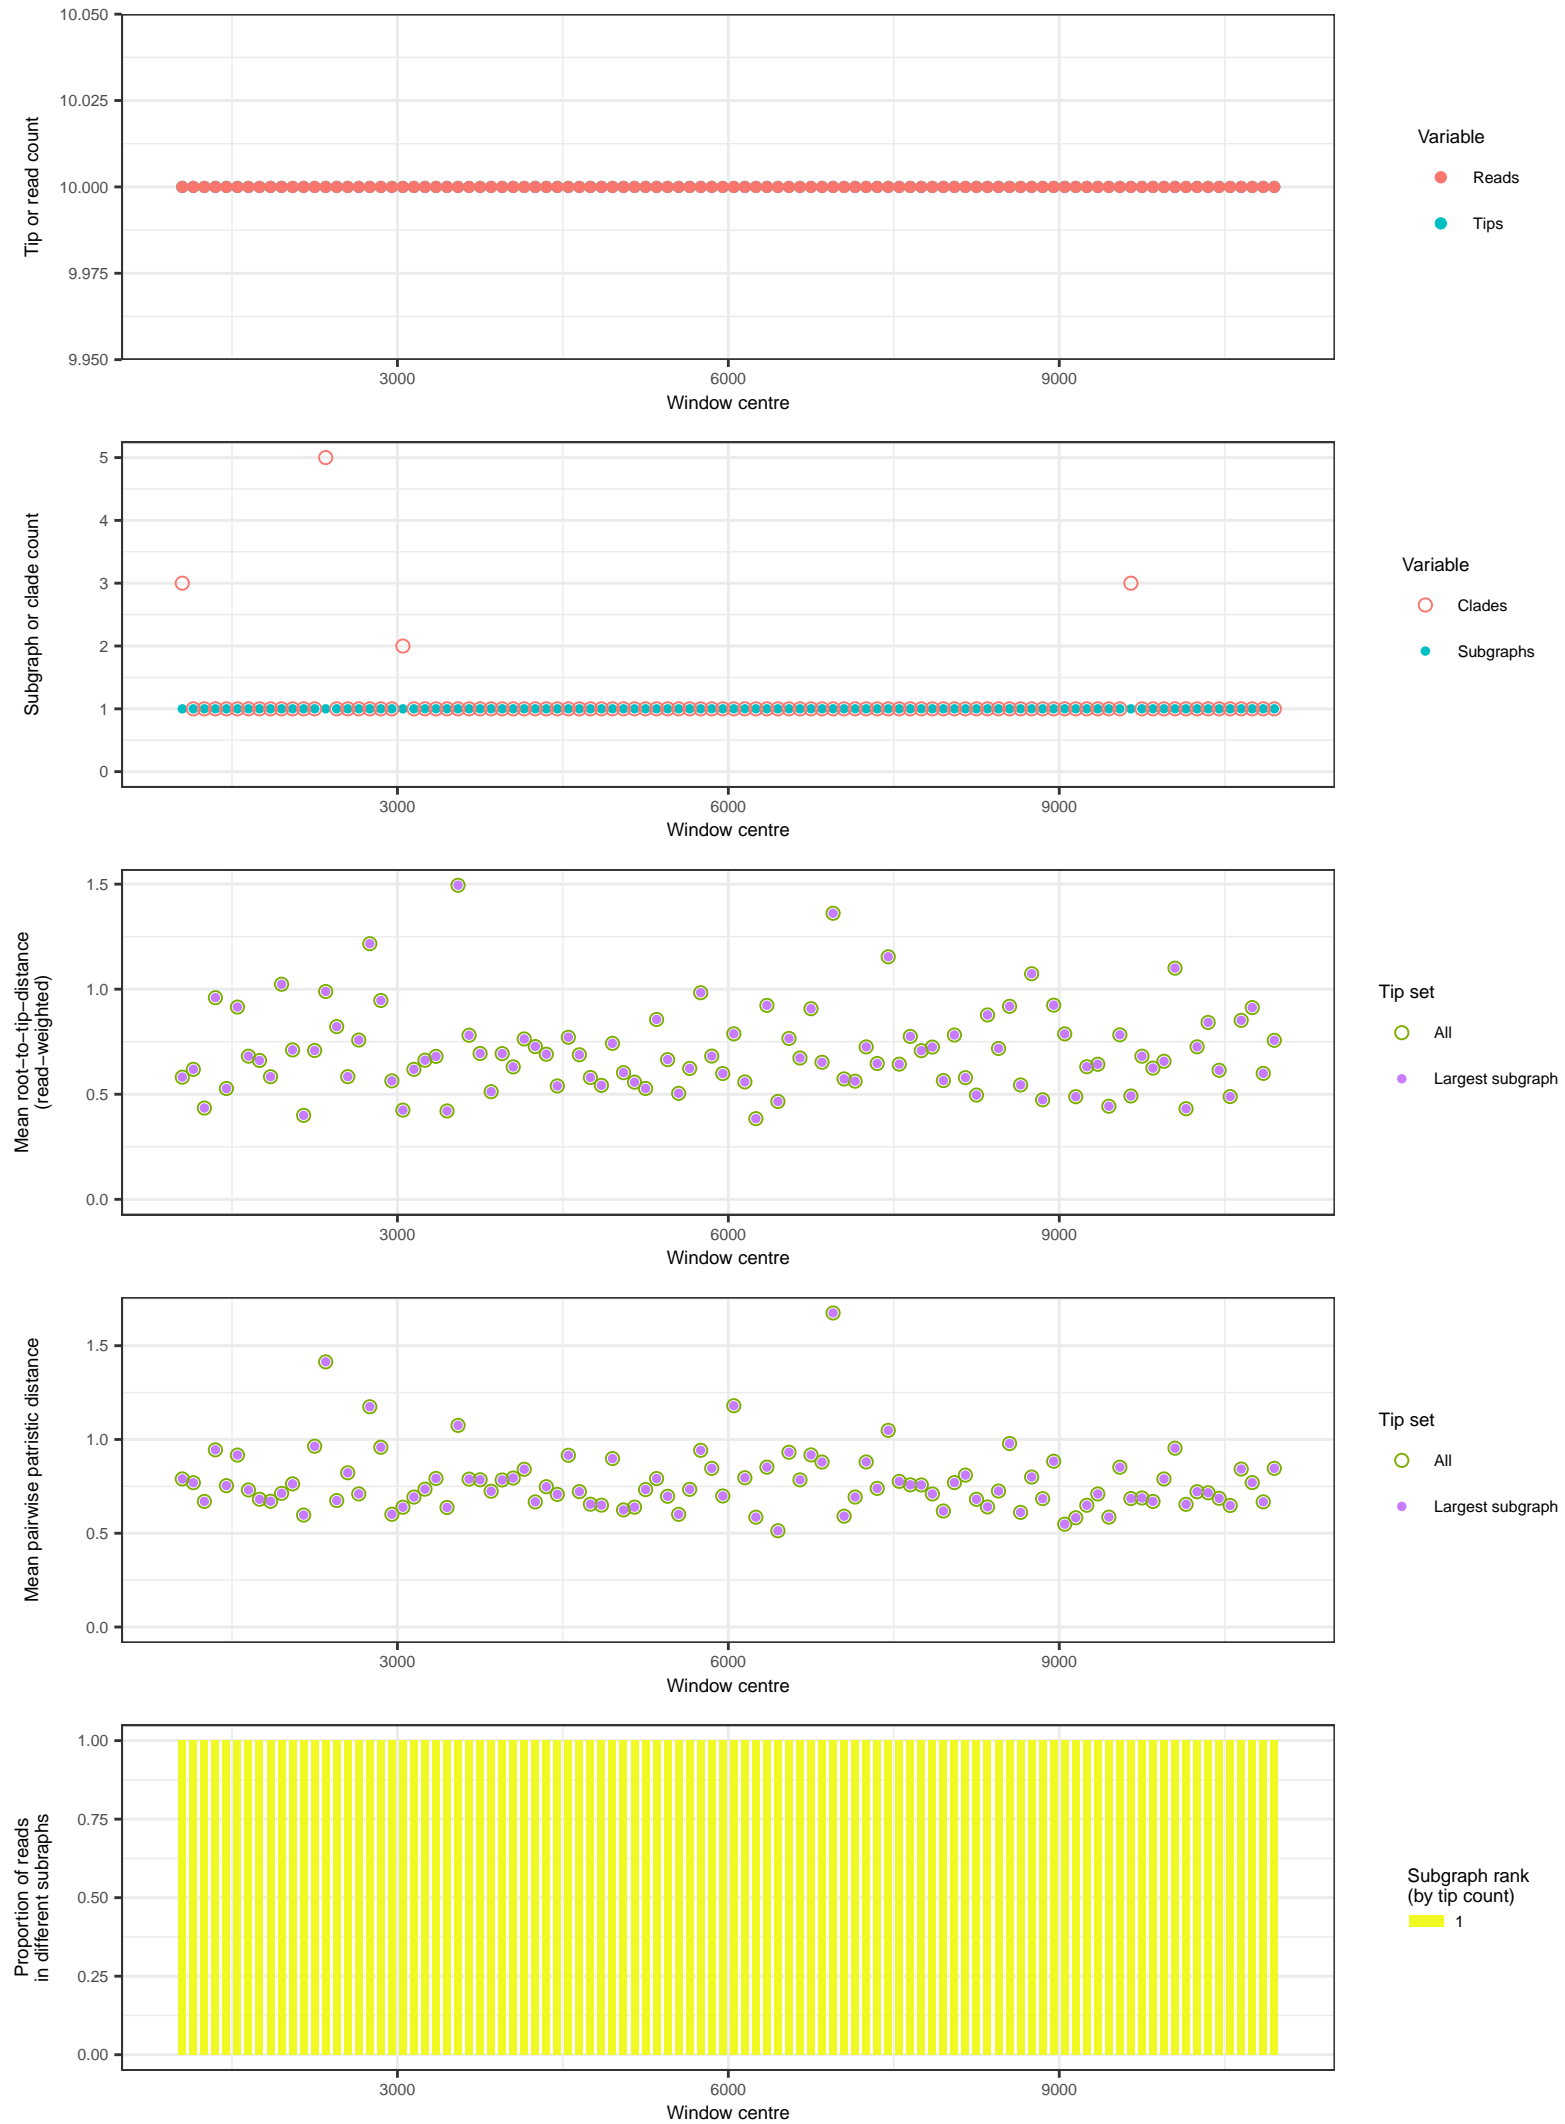 10.050
10.025
10.000
9.975
9.950
Tip or read count
3000 6000 9000
Window centre
Variable
Reads
Tips
5
4
3
2
1
0
Subgraph or clade count
3000 6000 9000
Window centre
Variable
Clades
Subgraphs
1.5
1.0
0.5
0.0
Mean root−to−tip−distance
(read−weighted)
3000 6000 9000
Window centre
Tip set
All
Largest subgraph
1.5
1.0
0.5
0.0
Mean pairwise patristic distance
3000 6000 9000
Window centre
Tip set
All
Largest subgraph
1.00
0.75
0.50
0.25
0.00
Proportion of reads
in different subraphs
3000 6000 9000
Window centre
Subgraph rank
(by tip count)
1